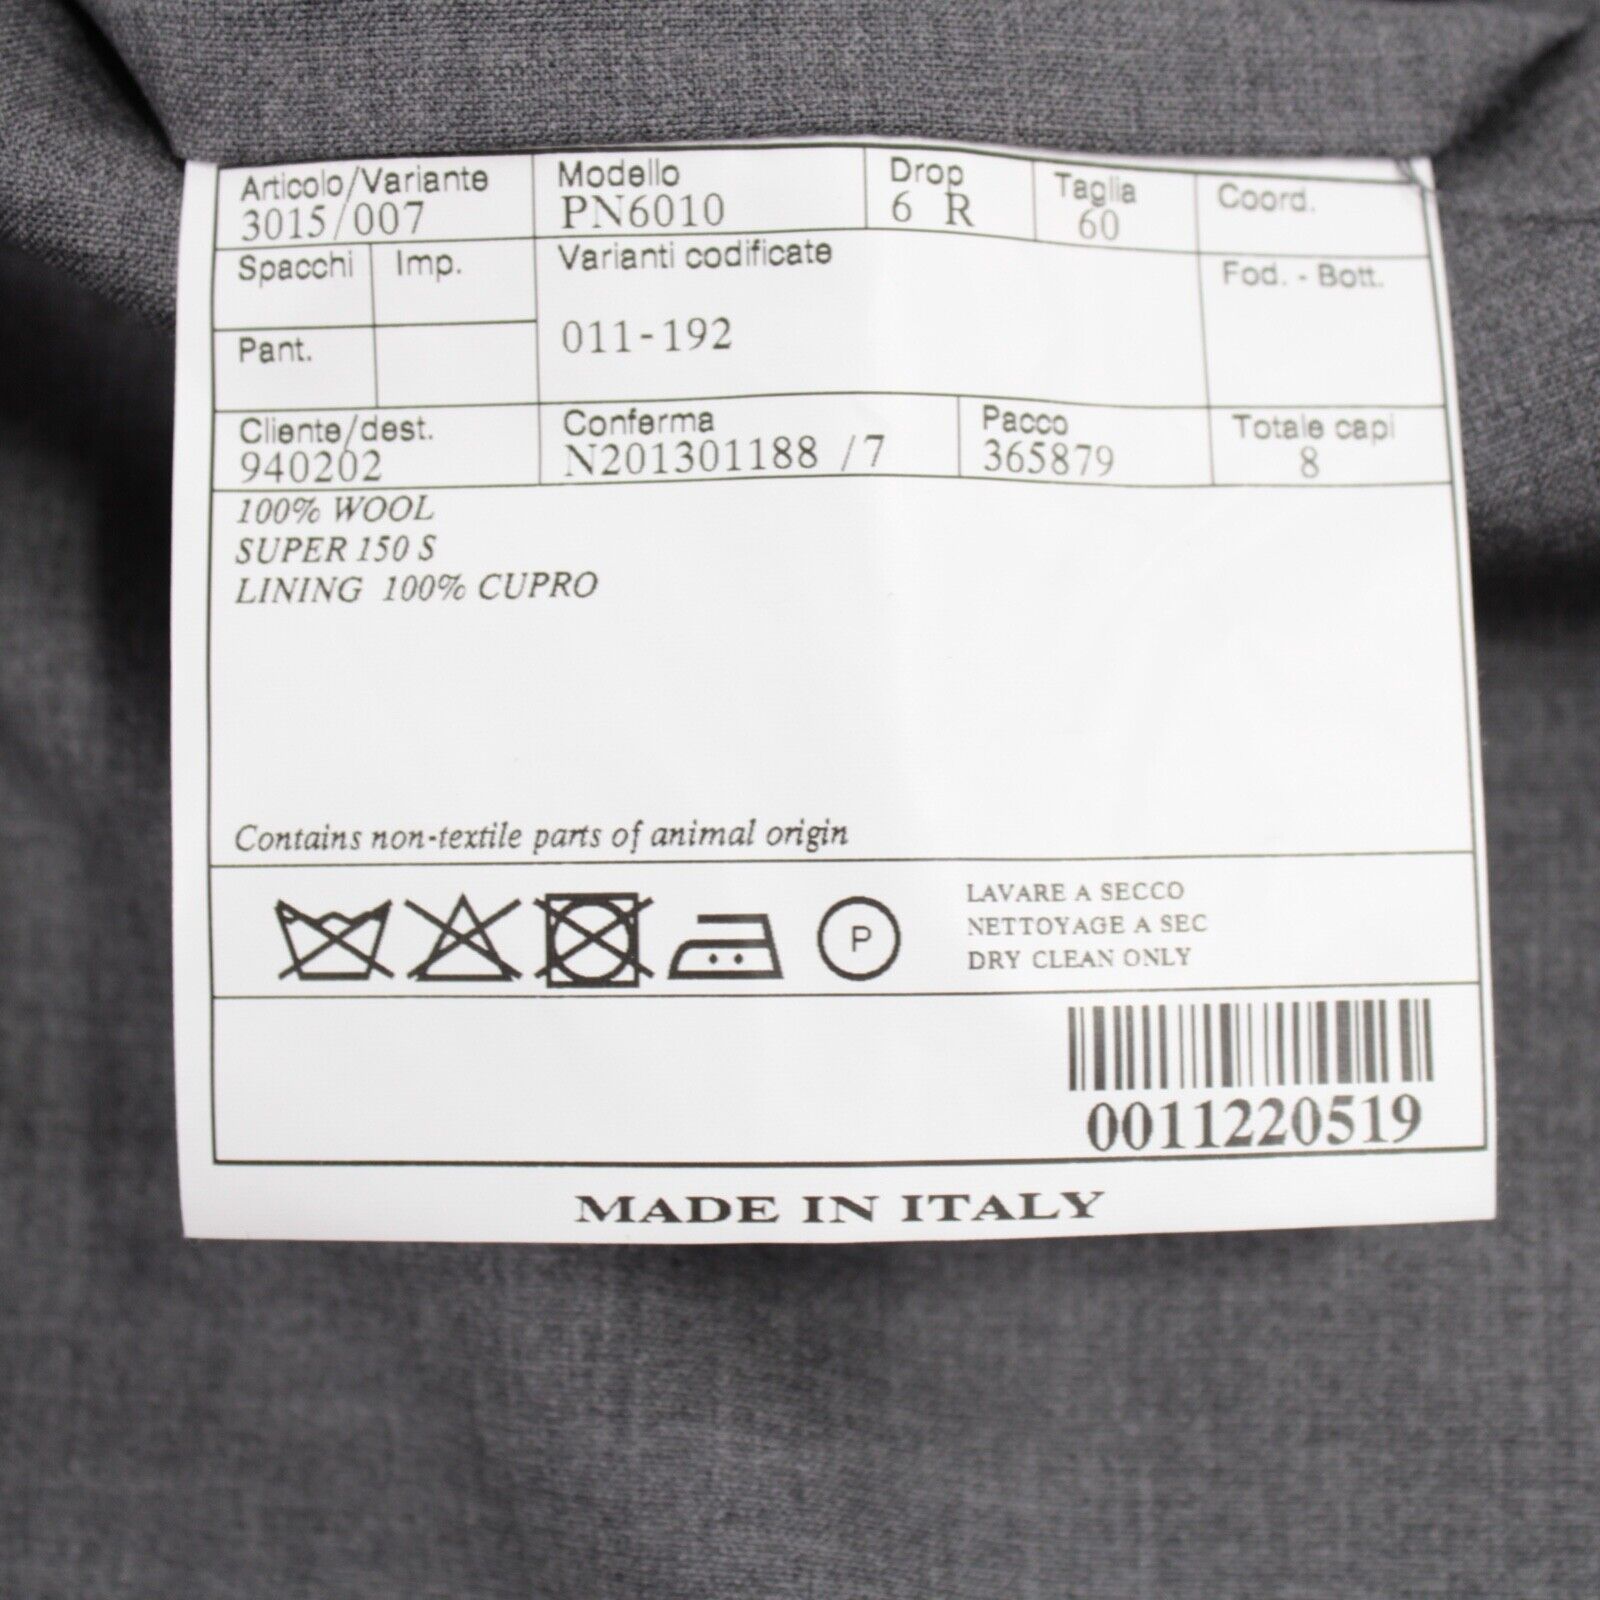 Articolo/Variante Modello Drop Taglia Coord.
3015/007 PN6010 6 R 60
Spacchi Imp. Varianti codificate Fod. - Bott.
Pant. 011-192
Cliente/dest. Conferma Pacco Totale capi
940202 N201301188 /7 365879 8
100% WOOL
SUPER 150 S
LINING 100% CUPRO
Contains non-textile parts of animal origin
P
LAVARE A SECCO
NETTOYAGE A SEC
DRY CLEAN ONLY
0011220519
MADE IN ITALY